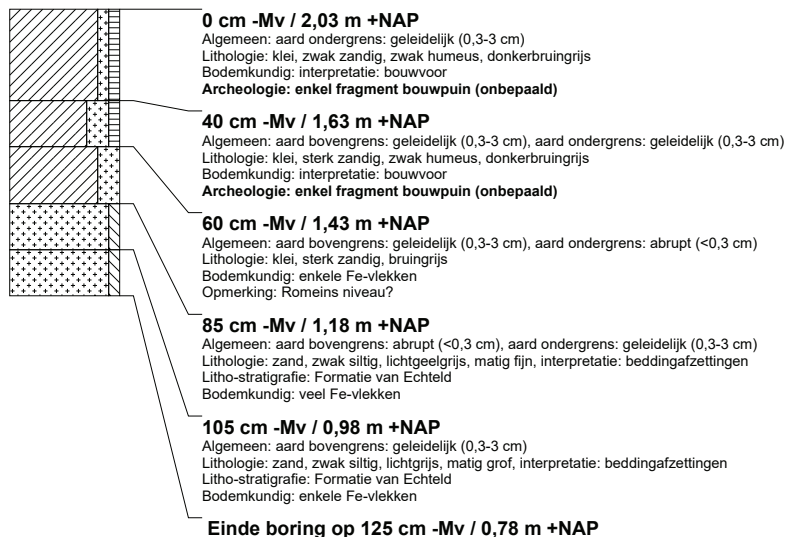 0 cm -Mv / 2,03 m +NAP
Algemeen: aard ondergrens: geleidelijk (0,3-3 cm)
Lithologie: klei, zwak zandig, zwak humeus, donkerbruingrijs
Bodemkundig: interpretatie: bouwvoor
Archeologie: enkel fragment bouwpuin (onbepaald)
40 cm -Mv / 1,63 m +NAP
Algemeen: aard bovengrens: geleidelijk (0,3-3 cm), aard ondergrens: geleidelijk (0,3-3 cm)
Lithologie: klei, sterk zandig, zwak humeus, donkerbruingrijs
Bodemkundig: interpretatie: bouwvoor
Archeologie: enkel fragment bouwpuin (onbepaald)
60 cm -Mv / 1,43 m +NAP
Algemeen: aard bovengrens: geleidelijk (0,3-3 cm), aard ondergrens: abrupt (<0,3 cm)
Lithologie: klei, sterk zandig, bruingrijs
Bodemkundig: enkele Fe-vlekken
Opmerking: Romeins niveau?
85 cm -Mv / 1,18 m +NAP
Algemeen: aard bovengrens: abrupt (<0,3 cm), aard ondergrens: geleidelijk (0,3-3 cm)
Lithologie: zand, zwak siltig, lichtgeelgrijs, matig fijn, interpretatie: beddingafzettingen
Litho-stratigrafie: Formatie van Echteld
Bodemkundig: veel Fe-vlekken
105 cm -Mv / 0,98 m +NAP
Algemeen: aard bovengrens: geleidelijk (0,3-3 cm)
Lithologie: zand, zwak siltig, lichtgrijs, matig grof, interpretatie: beddingafzettingen
Litho-stratigrafie: Formatie van Echteld
Bodemkundig: enkele Fe-vlekken
Einde boring op 125 cm -Mv / 0,78 m +NAP